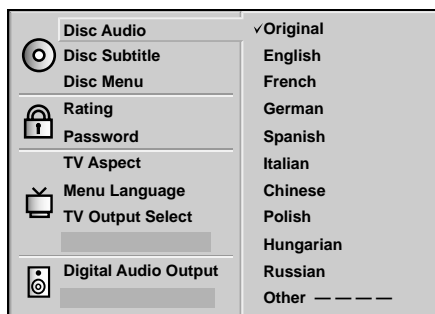 Disc Audio
Disc Subtitle
Disc Menu
Rating
Password
TV Aspect
Menu Language
TV Output Select
Digital Audio Output
✓Original
English
French
German
Spanish
Italian
Chinese
Polish
Hungarian
Russian
Other — — — —